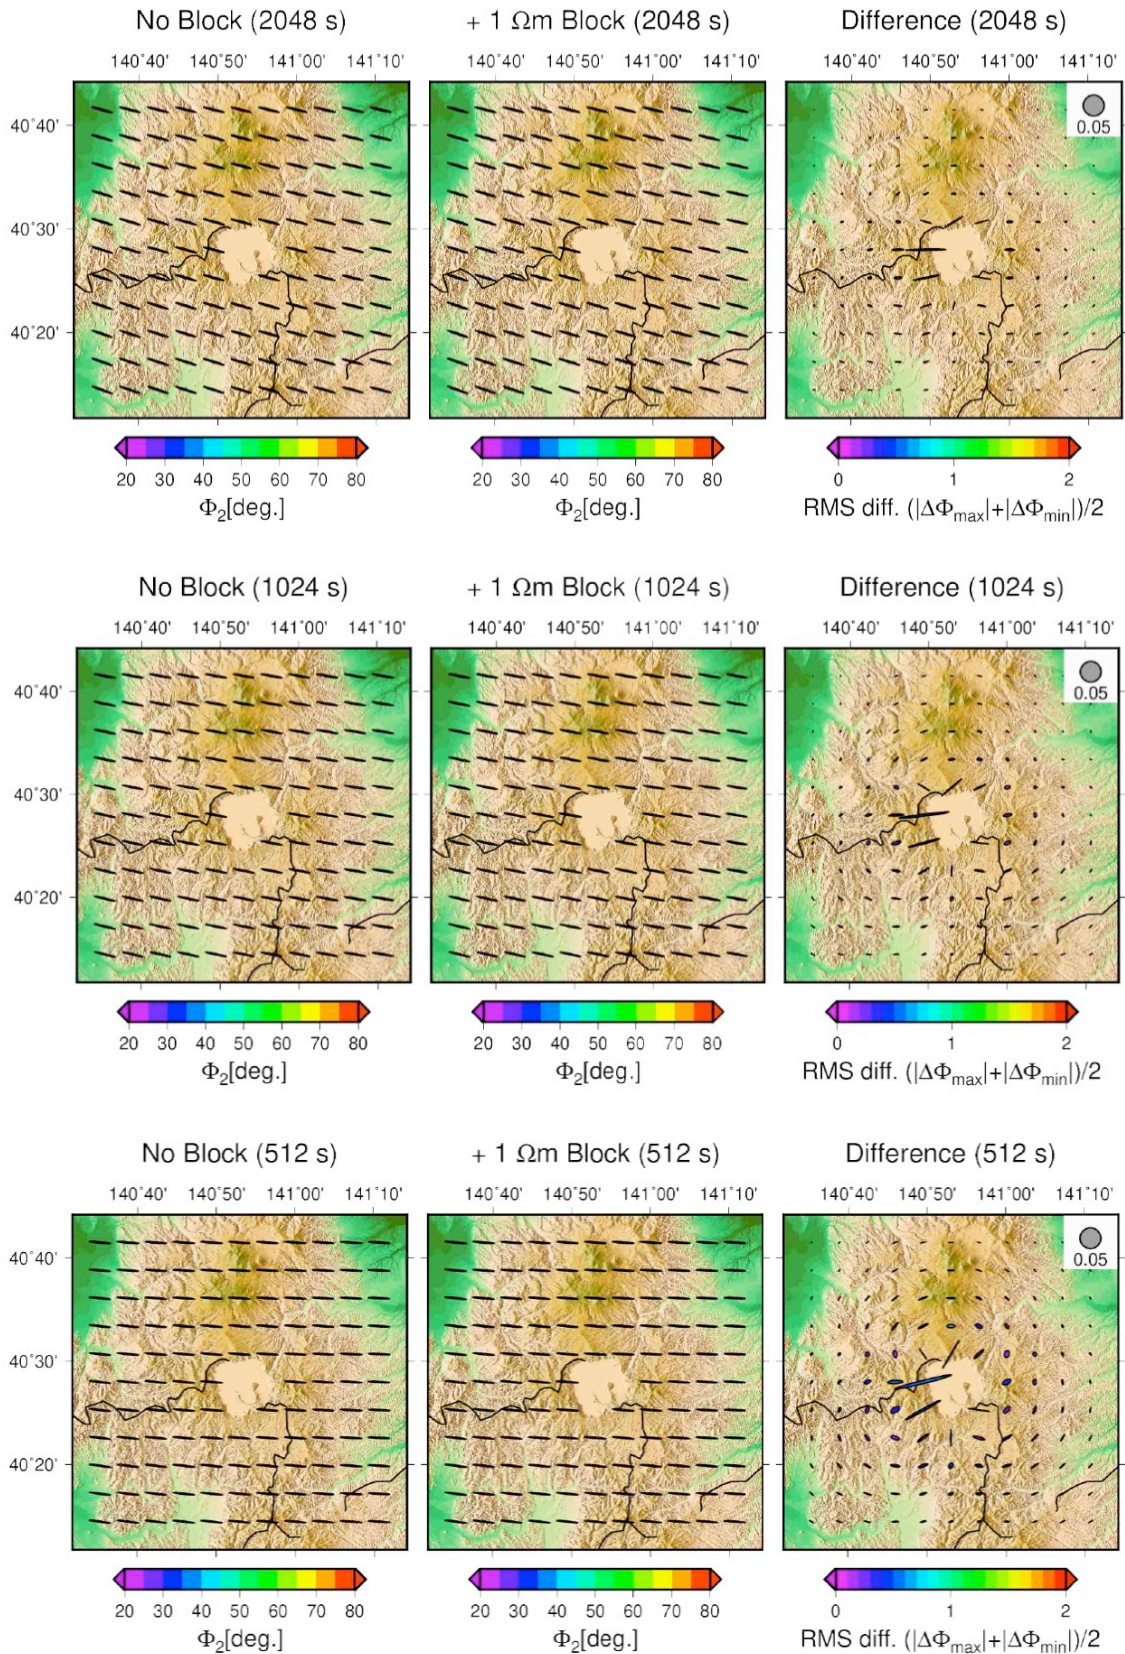 No Block (2048 s) + 1 Ωm Block (2048 s) Difference (2048 s)
140˚40' 140˚50' 141˚00' 141˚10' 140˚40' 140˚50' 141˚00' 141˚10' 140˚40' 140˚50' 141˚00' 141˚10'
40˚40'
0.05
40˚30'
40˚20'
20 30 40 50 60 70 80 20 30 40 50 60 70 80 0 1 2
Φ2[deg.] Φ2[deg.] RMS diff. (|ΔΦmax|+|ΔΦmin|)/2
No Block (1024 s) + 1 Ωm Block (1024 s) Difference (1024 s)
140˚40' 140˚50' 141˚00' 141˚10' 140˚40' 140˚50' 141˚00' 141˚10' 140˚40' 140˚50' 141˚00' 141˚10'
40˚40'
0.05
40˚30'
40˚20'
20 30 40 50 60 70 80 20 30 40 50 60 70 80 0 1 2
Φ2[deg.] Φ2[deg.] RMS diff. (|ΔΦmax|+|ΔΦmin|)/2
No Block (512 s) + 1 Ωm Block (512 s) Difference (512 s)
140˚40' 140˚50' 141˚00' 141˚10' 140˚40' 140˚50' 141˚00' 141˚10' 140˚40' 140˚50' 141˚00' 141˚10'
40˚40'
0.05
40˚30'
40˚20'
20 30 40 50 60 70 80 20 30 40 50 60 70 80 0 1 2
Φ2[deg.] Φ2[deg.] RMS diff. (|ΔΦmax|+|ΔΦmin|)/2